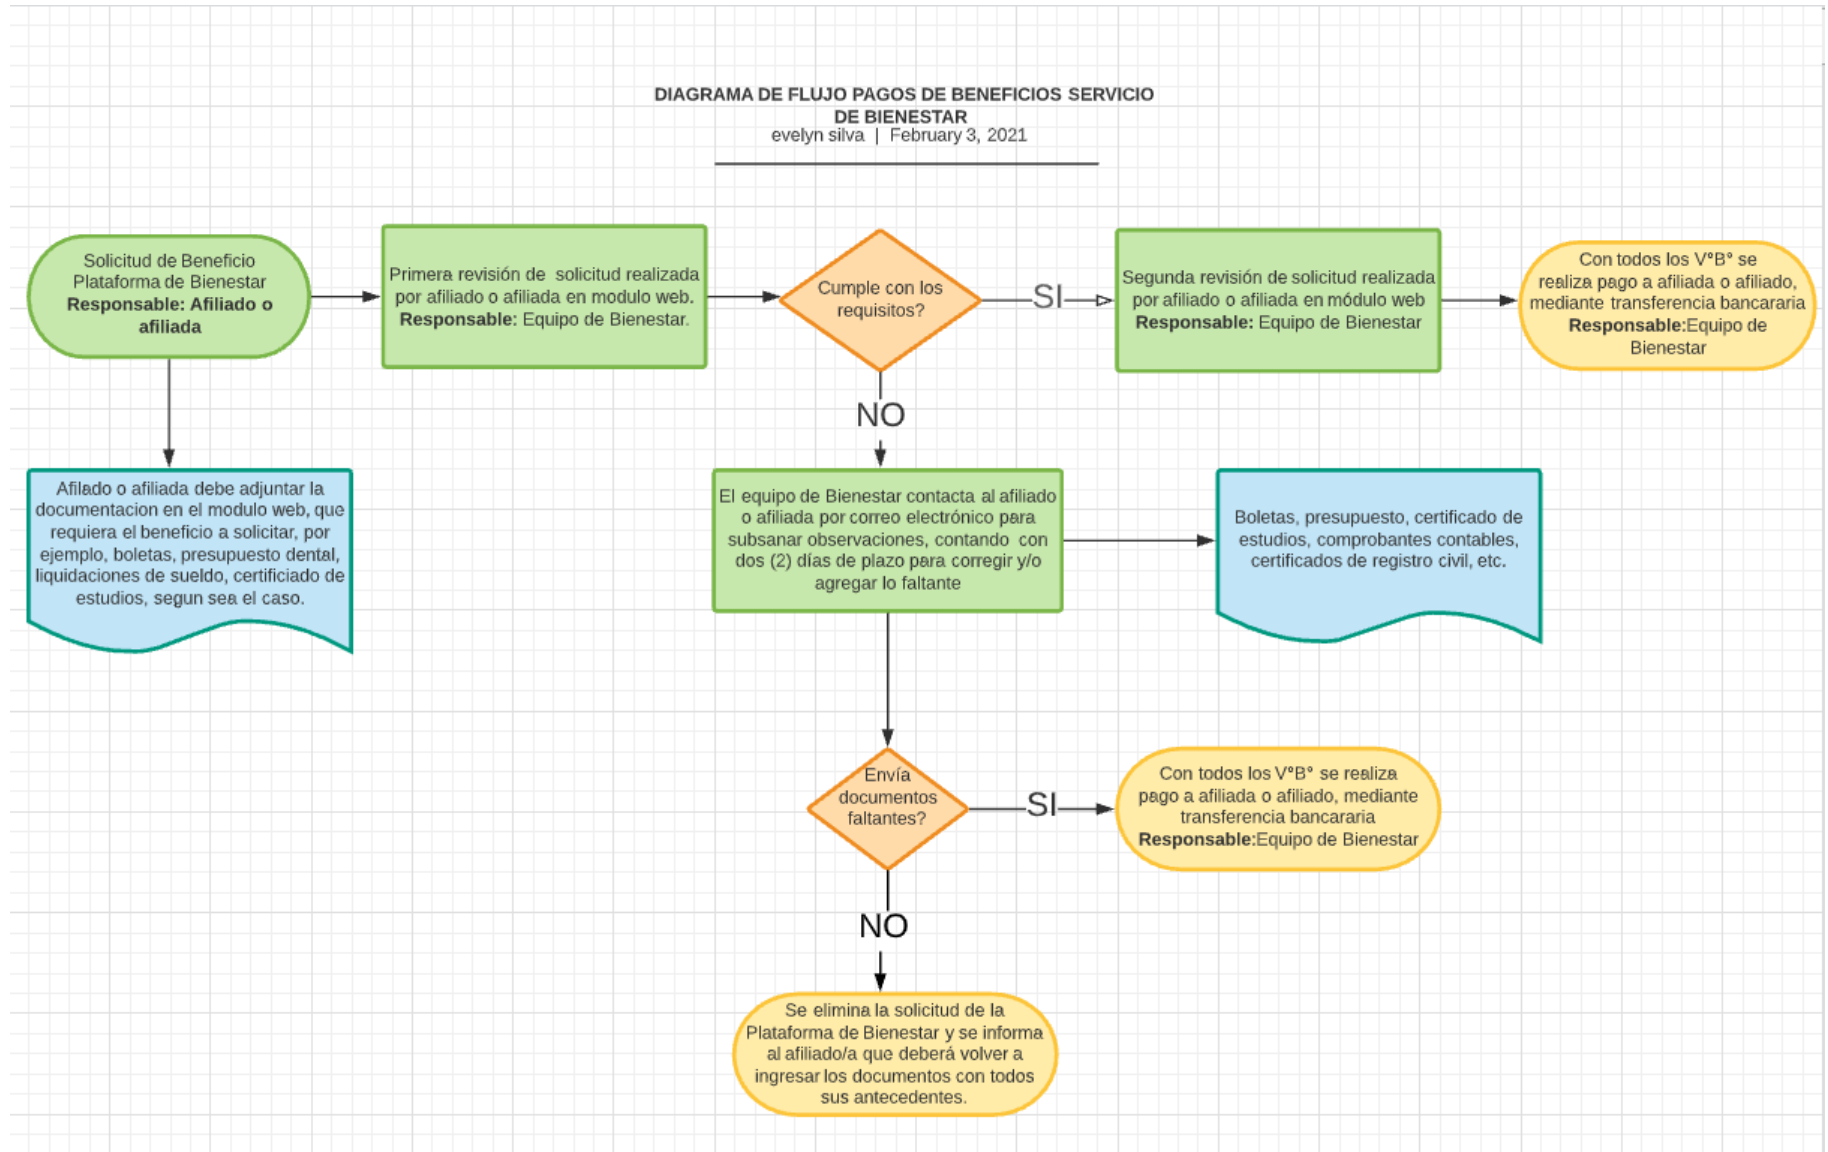 DIAGRAMA DE FLUJO PAGOS DE BENEFICIOS SERVICIO
DE BIENESTAR
evelyn silva | February 3, 2021
Solicitud de Beneficio
Plataforma de Bienestar
Responsable: Afiliado o
afiliada
Primera revisión de solicitud realizada
por afiliado o afiliada en modulo web.
Responsable: Equipo de Bienestar.
Cumple con los
requisitos?
SI
Segunda revisión de solicitud realizada
por afiliado o afiliada en módulo web
Responsable: Equipo de Bienestar
Con todos los V°B° se
realiza pago a afiliada o afiliado,
mediante transferencia bancararia
Responsable:Equipo de
Bienestar
NO
Afilado o afiliada debe adjuntar la
documentacion en el modulo web, que
requiera el beneficio a solicitar, por
ejemplo, boletas, presupuesto dental,
liquidaciones de sueldo, certificiado de
estudios, segun sea el caso.
El equipo de Bienestar contacta al afiliado
o afiliada por correo electrónico para
subsanar observaciones, contando con
dos (2) días de plazo para corregir y/o
agregar lo faltante
Boletas, presupuesto, certificado de
estudios, comprobantes contables,
certificados de registro civil, etc.
Envía
documentos
faltantes?
SI
Con todos los V°B° se realiza
pago a afiliada o afiliado, mediante
transferencia bancararia
Responsable:Equipo de Bienestar
NO
Se elimina la solicitud de la
Plataforma de Bienestar y se informa
al afiliado/a que deberá volver a
ingresar los documentos con todos
sus antecedentes.